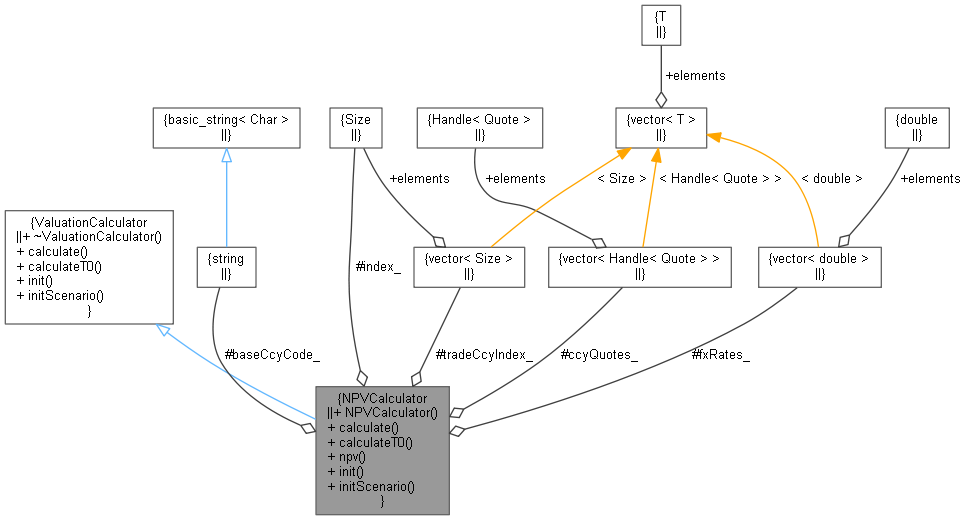 {T
||}
+elements
{basic_string< Char >
||}
{Size
||}
{Handle< Quote >
||}
{vector< T >
||}
{double
||}
+elements
+elements
< Size >
< Handle< Quote > >
< double >
+elements
{ValuationCalculator
||+ ~ValuationCalculator()
+ calculate()
+ calculateT0()
+ init()
+ initScenario()
}
{string
||}
#index_
{vector< Size >
||}
{vector< Handle< Quote > >
||}
{vector< double >
||}
#baseCcyCode_
#tradeCcyIndex_
#ccyQuotes_
#fxRates_
{NPVCalculator
||+ NPVCalculator()
+ calculate()
+ calculateT0()
+ npv()
+ init()
+ initScenario()
}